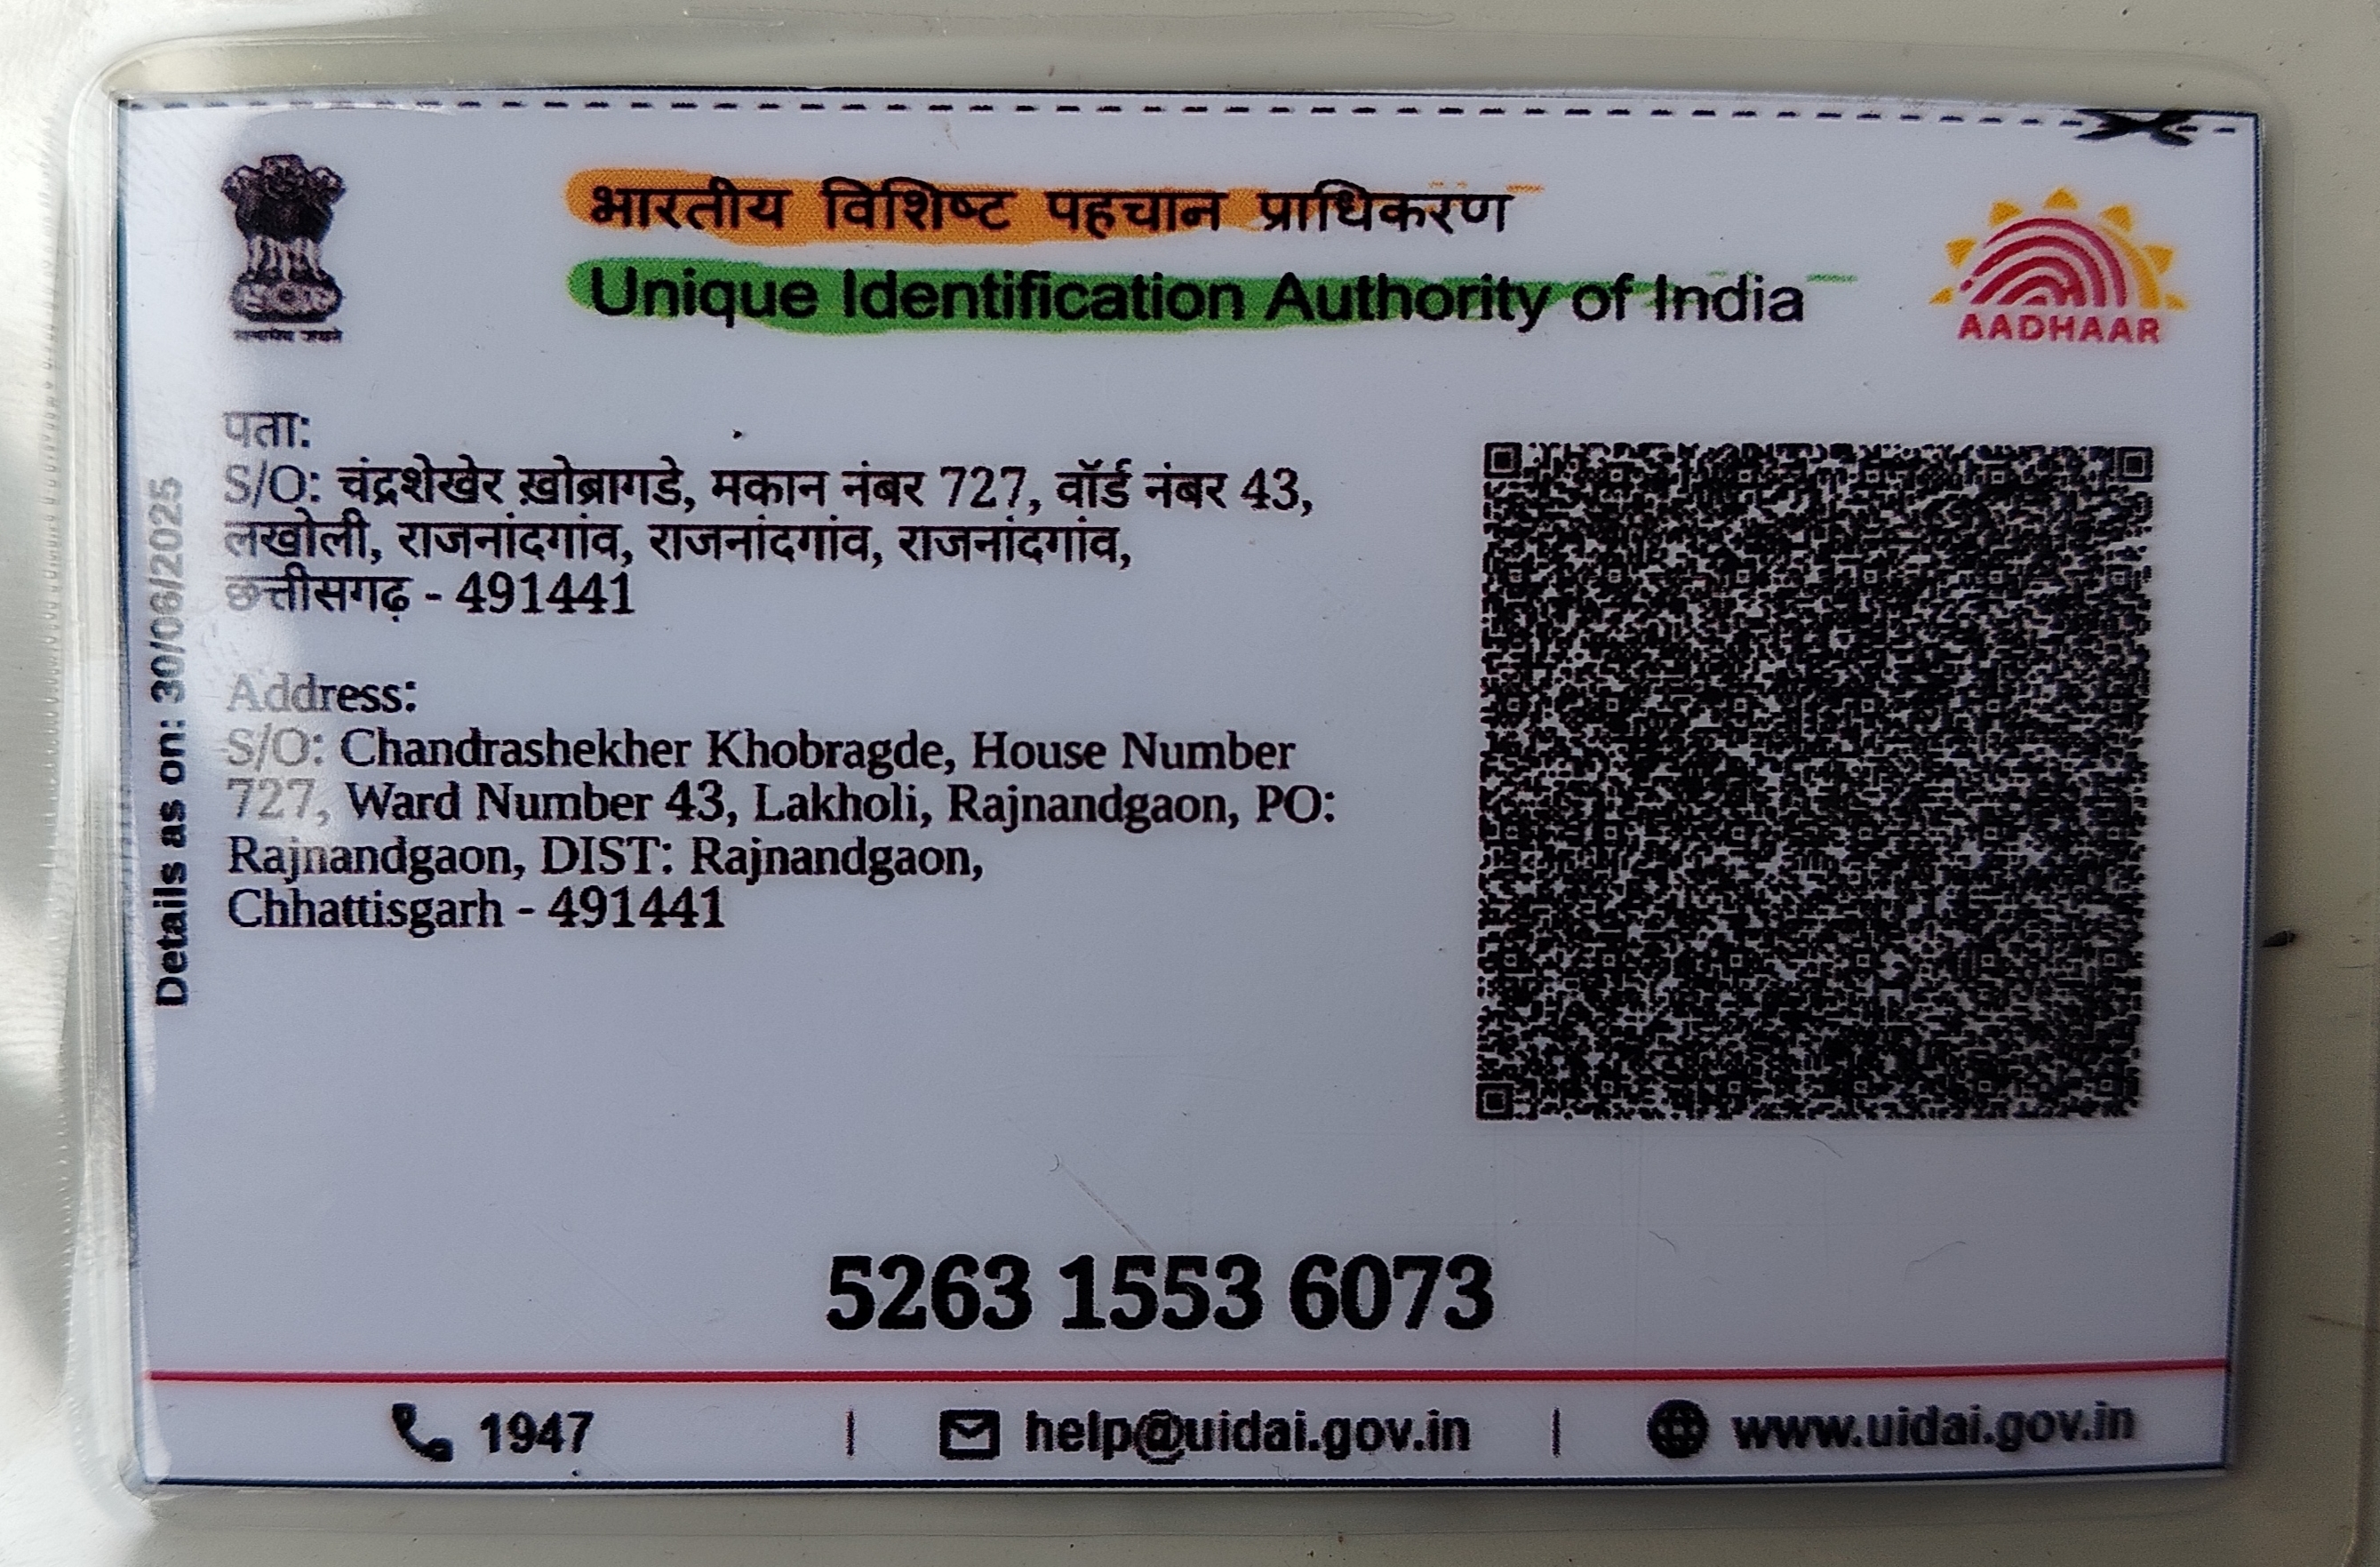 भारतीय विशिष्ट पहचान प्राधिकरण
Unique Identification Authority of India
AADHAAR
Details as on: 30/06/2025
पता:
S/O: चंद्रशेखेर ख़ोब्रागडे, मकान नंबर 727, वॉर्ड नंबर 43,
लखोली, राजनांदगांव, राजनांदगांव, राजनांदगांव,
छत्तीसगढ़ - 491441
Address:
S/O: Chandrashekher Khobragde, House Number
727, Ward Number 43, Lakholi, Rajnandgaon, PO:
Rajnandgaon, DIST: Rajnandgaon,
Chhattisgarh - 491441
5263 1553 6073
1947 | help@uidai.gov.in | www.uidai.gov.in